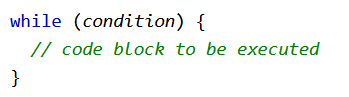 while (condition) {
  // code block to be executed
}